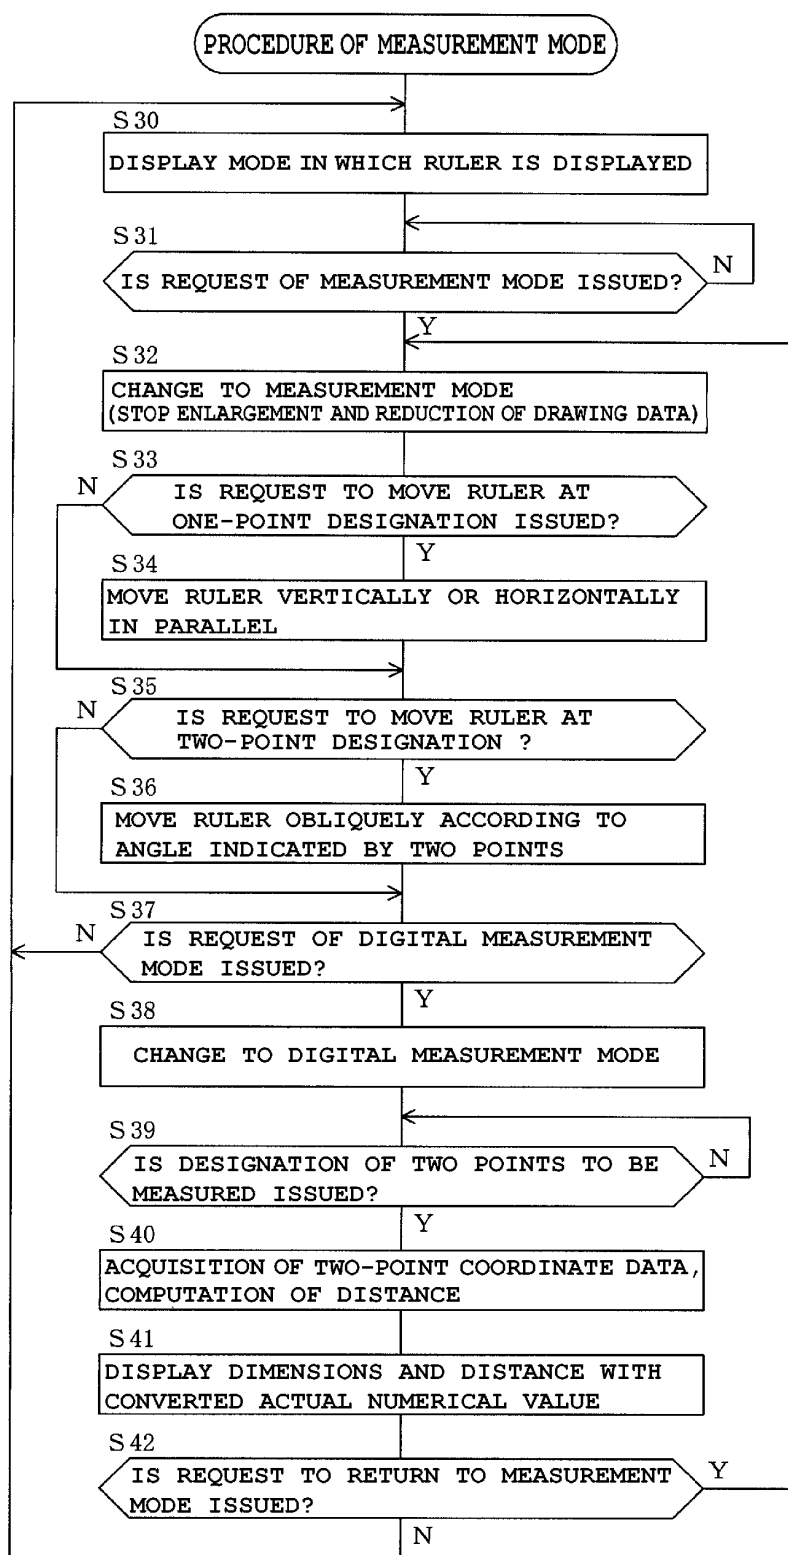 PROCEDURE OF MEASUREMENT MODE
S30
DISPLAY MODE IN WHICH RULER IS DISPLAYED
S31
IS REQUEST OF MEASUREMENT MODE ISSUED?
N
Y
S32
CHANGE TO MEASUREMENT MODE
(STOP ENLARGEMENT AND REDUCTION OF DRAWING DATA)
S33
N
IS REQUEST TO MOVE RULER AT
ONE-POINT DESIGNATION ISSUED?
Y
S34
MOVE RULER VERTICALLY OR HORIZONTALLY
IN PARALLEL
S35
N
IS REQUEST TO MOVE RULER AT
TWO-POINT DESIGNATION ?
Y
S36
MOVE RULER OBLIQUELY ACCORDING TO
ANGLE INDICATED BY TWO POINTS
S37
N
IS REQUEST OF DIGITAL MEASUREMENT
MODE ISSUED?
Y
S38
CHANGE TO DIGITAL MEASUREMENT MODE
S39
IS DESIGNATION OF TWO POINTS TO BE
MEASURED ISSUED?
N
Y
S40
ACQUISITION OF TWO-POINT COORDINATE DATA,
COMPUTATION OF DISTANCE
S41
DISPLAY DIMENSIONS AND DISTANCE WITH
CONVERTED ACTUAL NUMERICAL VALUE
S42
IS REQUEST TO RETURN TO MEASUREMENT
MODE ISSUED?
Y
N